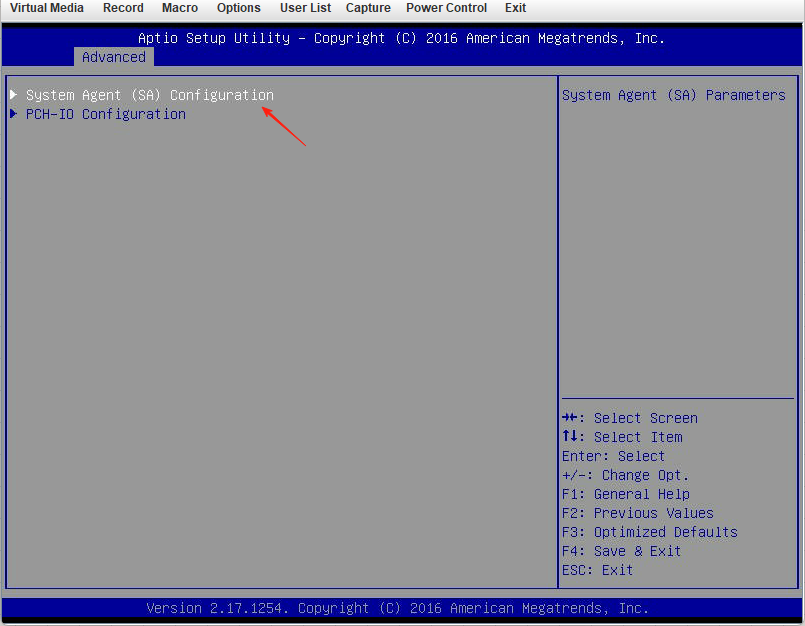 Virtual Media Record Macro Options User List Capture Power Control Exit
Aptio Setup Utility – Copyright (C) 2016 American Megatrends, Inc.
Advanced
System Agent (SA) Configuration
PCH-IO Configuration
System Agent (SA) Parameters
→←: Select Screen
↑↓: Select Item
Enter: Select
+/-: Change Opt.
F1: General Help
F2: Previous Values
F3: Optimized Defaults
F4: Save & Exit
ESC: Exit
Version 2.17.1254. Copyright (C) 2016 American Megatrends, Inc.